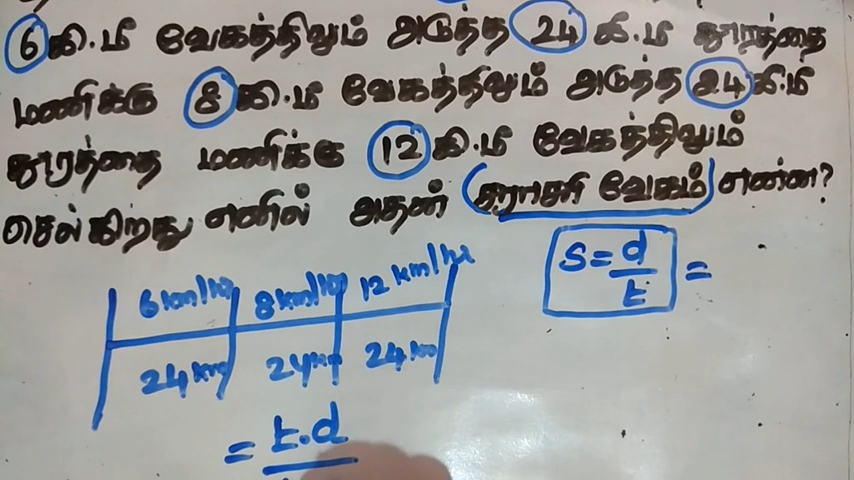 6 கி.மீ வேகத்திலும் அடுத்த 24 கி.மீ தூரத்தை
மணிக்கு 8 கி.மீ வேகத்திலும் அடுத்த 24 கி.மீ
தூரத்தை மணிக்கு 12 கி.மீ வேகத்திலும்
செல்கிறது எனில் அதன் சராசரி வேகம் என்ன?
S = d/t =
6 km/hr 8 km/hr 12 km/hr
24 km 24 km 24 km
= t.d